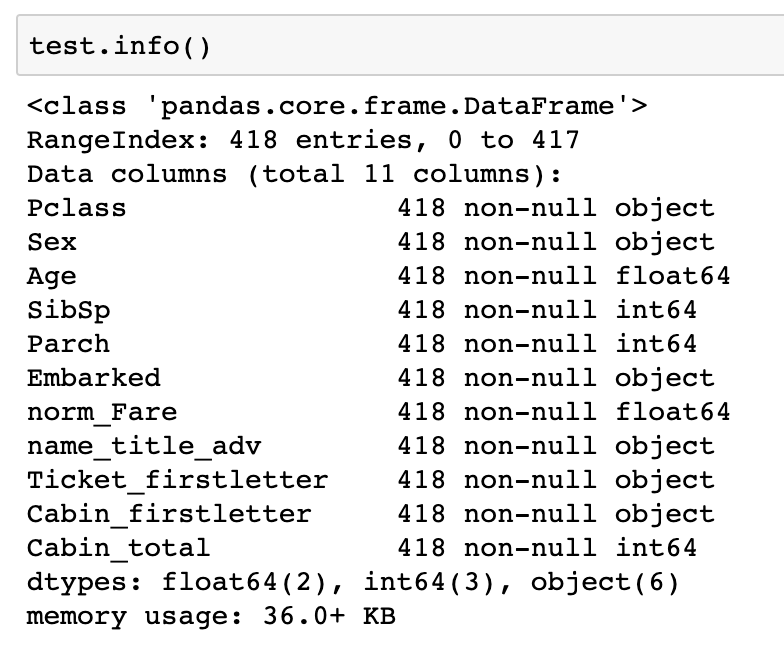 test.info()
<class 'pandas.core.frame.DataFrame'>
RangeIndex: 418 entries, 0 to 417
Data columns (total 11 columns):
Pclass                418 non-null object
Sex                   418 non-null object
Age                   418 non-null float64
SibSp                 418 non-null int64
Parch                 418 non-null int64
Embarked              418 non-null object
norm_Fare             418 non-null float64
name_title_adv        418 non-null object
Ticket_firstletter    418 non-null object
Cabin_firstletter     418 non-null object
Cabin_total           418 non-null int64
dtypes: float64(2), int64(3), object(6)
memory usage: 36.0+ KB